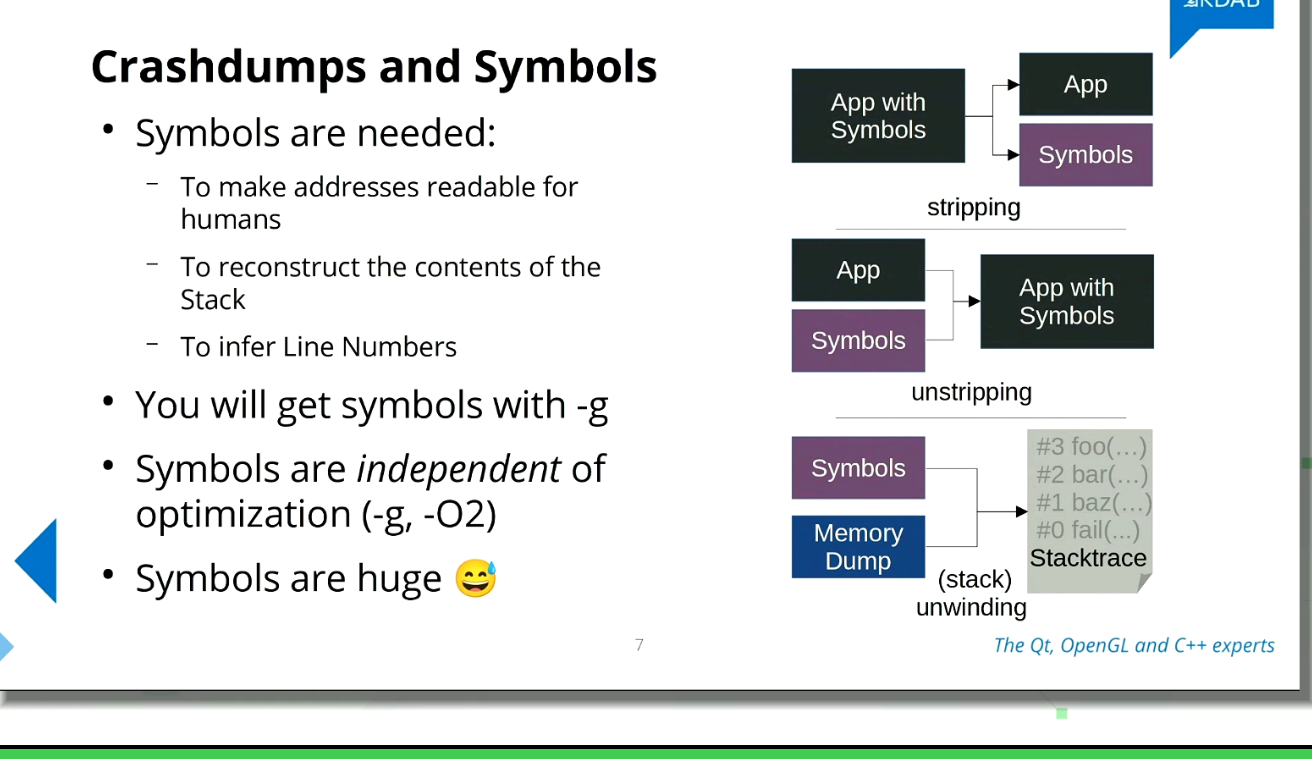 KDAB
Crashdumps and Symbols
• Symbols are needed:
– To make addresses readable for
humans
– To reconstruct the contents of the
Stack
– To infer Line Numbers
• You will get symbols with -g
• Symbols are independent of
optimization (-g, -O2)
• Symbols are huge 😅
App with
Symbols
App
Symbols
stripping
App
Symbols
App with
Symbols
unstripping
Symbols
Memory
Dump
(stack)
unwinding
#3 foo(…)
#2 bar(…)
#1 baz(…)
#0 fail(...)
Stacktrace
7
The Qt, OpenGL and C++ experts